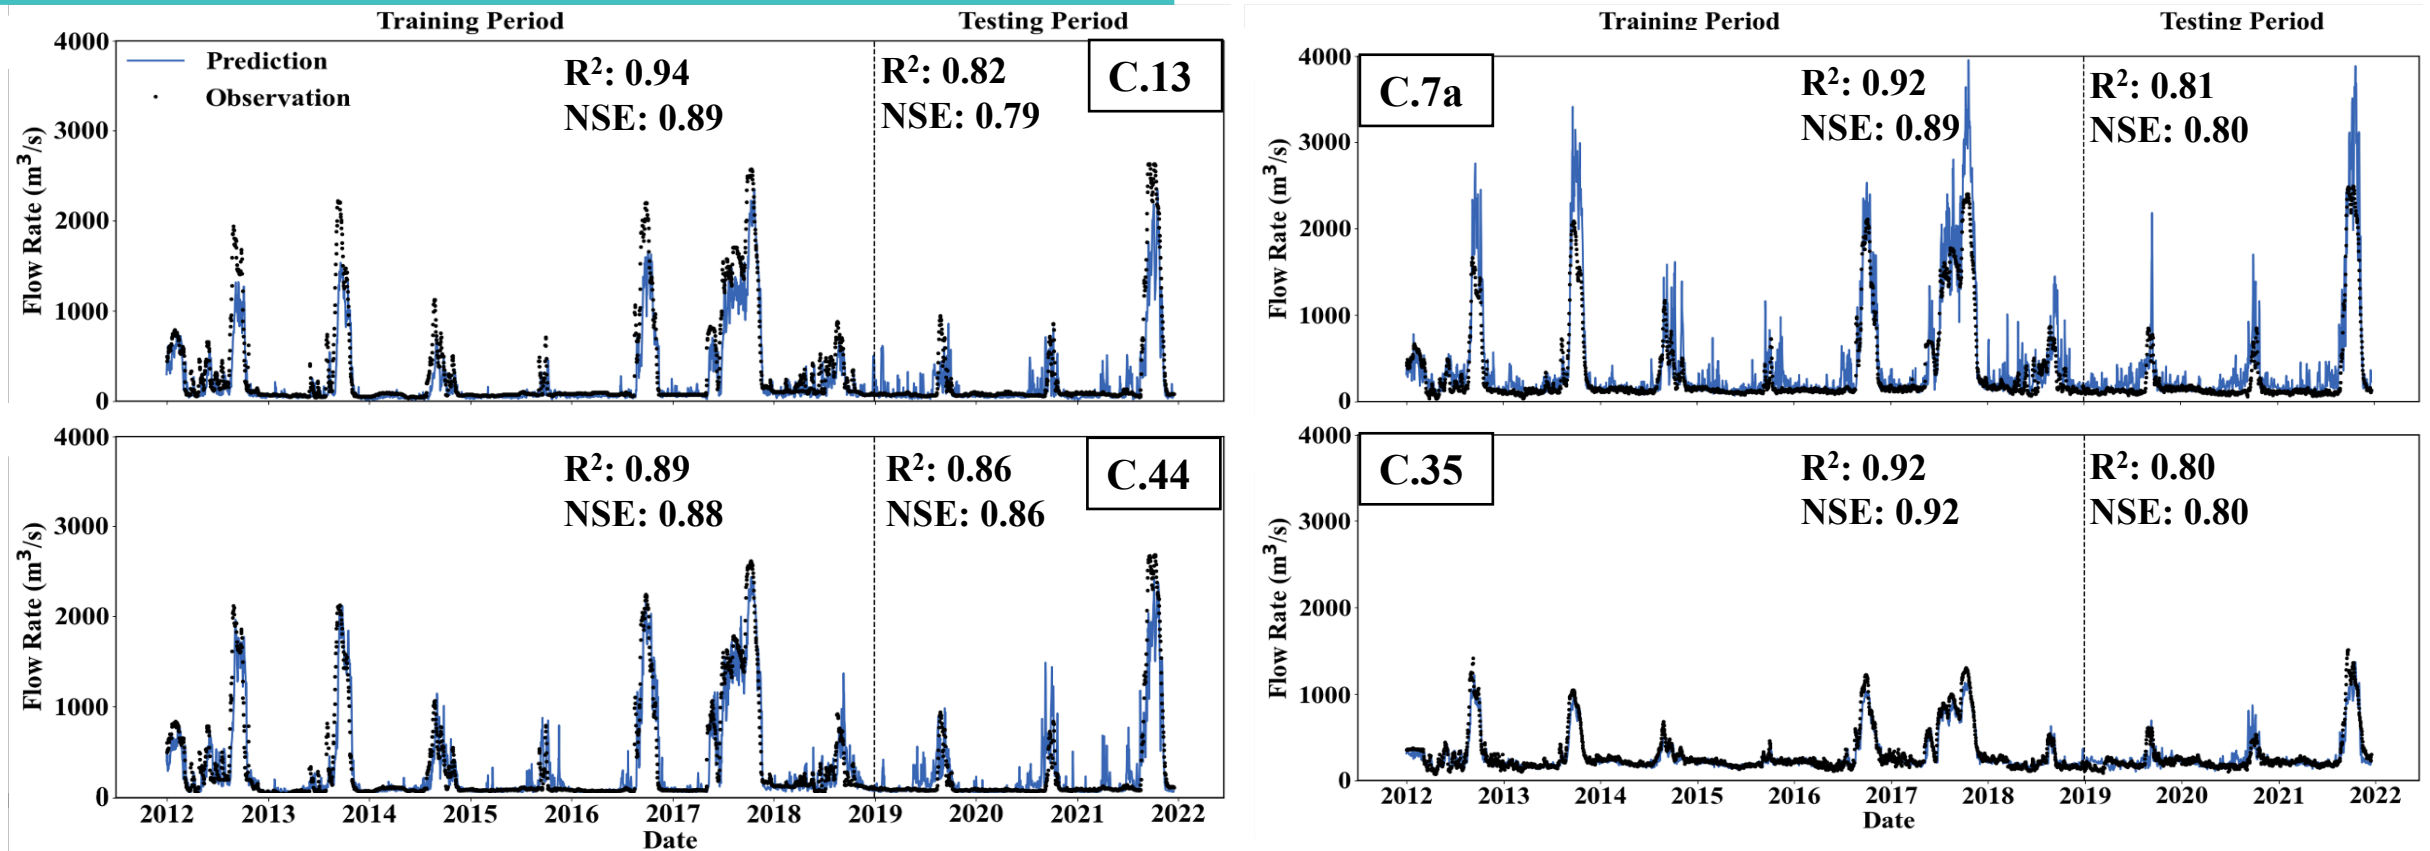 Training Period
Testing Period
4000
3000
2000
1000
0
Flow Rate (m³/s)
Prediction
Observation
R²: 0.94
NSE: 0.89
R²: 0.82
NSE: 0.79
C.13
Training Period
Testing Period
4000
3000
2000
1000
0
Flow Rate (m³/s)
C.7a
R²: 0.92
NSE: 0.89
R²: 0.81
NSE: 0.80
4000
3000
2000
1000
0
Flow Rate (m³/s)
R²: 0.89
NSE: 0.88
R²: 0.86
NSE: 0.86
C.44
2012 2013 2014 2015 2016 2017 2018 2019 2020 2021 2022
Date
4000
3000
2000
1000
0
Flow Rate (m³/s)
C.35
R²: 0.92
NSE: 0.92
R²: 0.80
NSE: 0.80
2012 2013 2014 2015 2016 2017 2018 2019 2020 2021 2022
Date